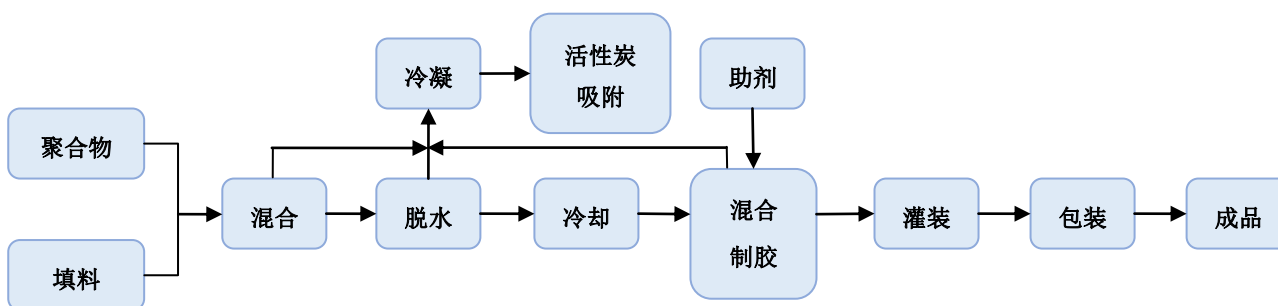 冷凝
活性炭
吸附
助剂
聚合物
填料
混合
脱水
冷却
混合
制胶
灌装
包装
成品